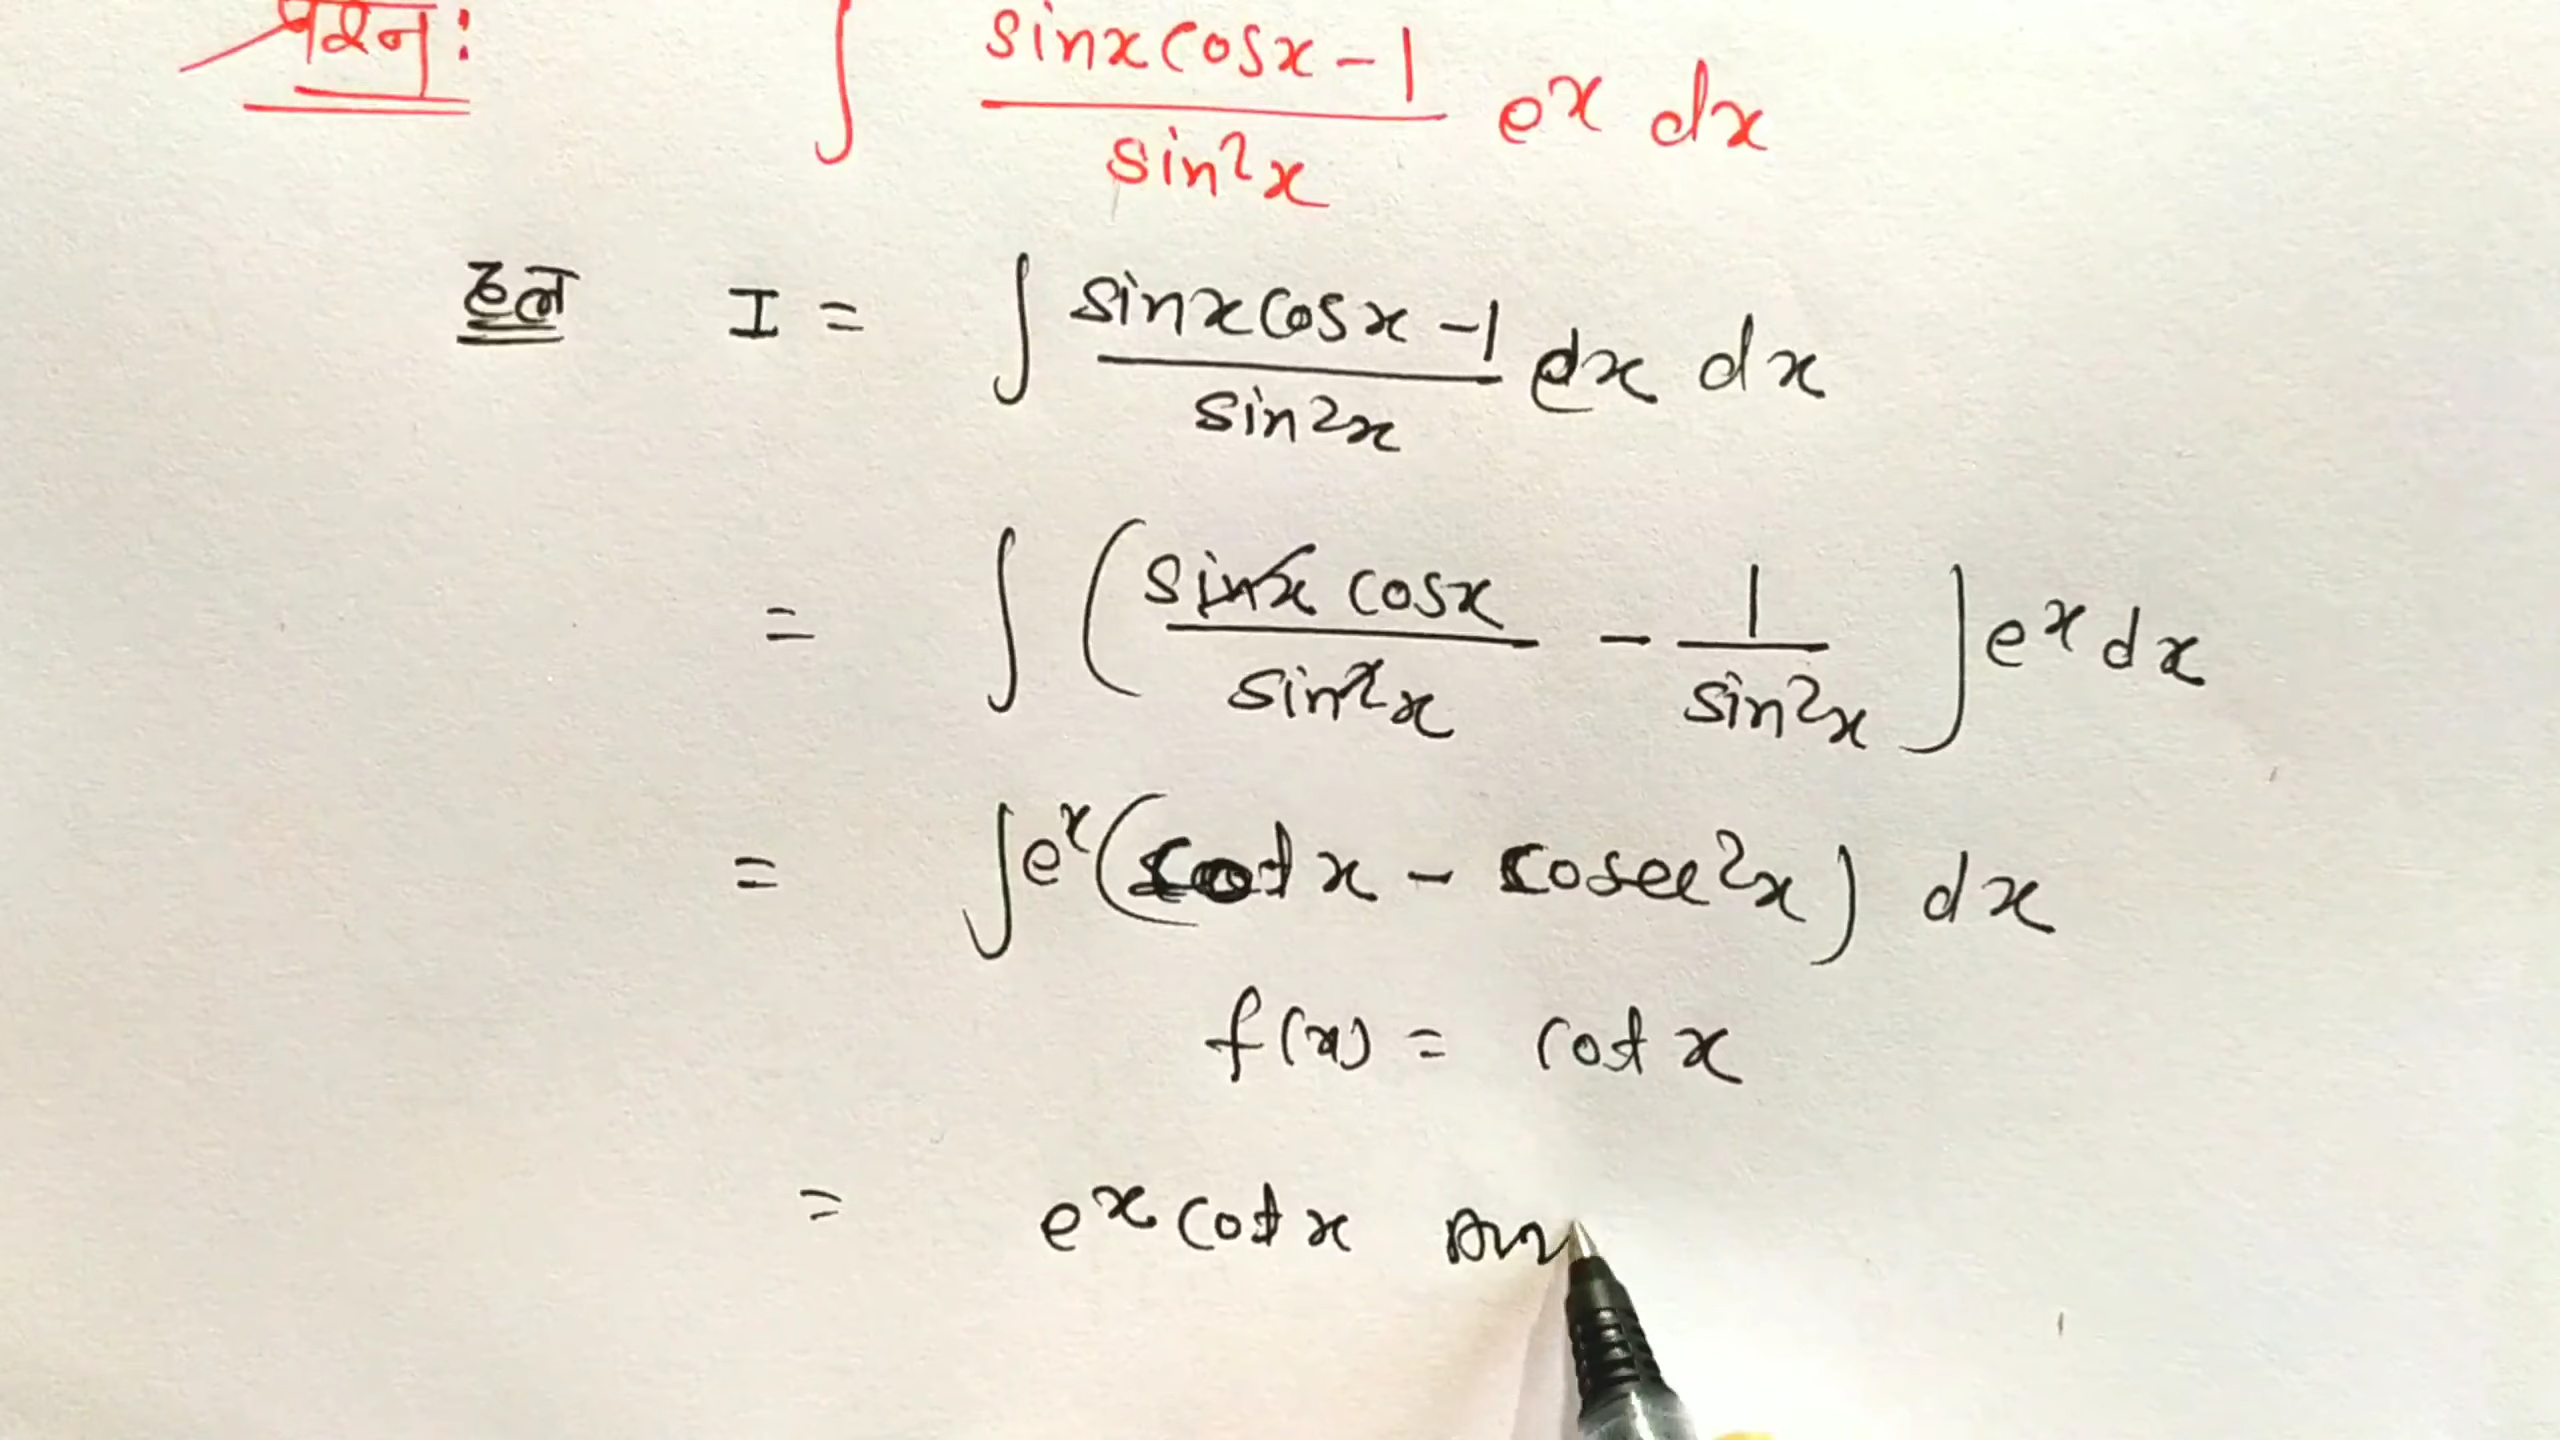 प्रश्न: ∫ (sinx cosx - 1)/(sin²x) eˣ dx
हल I = ∫ (sinx cosx - 1)/(sin²x) eˣ dx
= ∫ (sinx cosx/sin²x - 1/sin²x] eˣ dx
= ∫eˣ(cot x - cosec²x) dx
f(x) = cot x
= eˣ cot x Ans